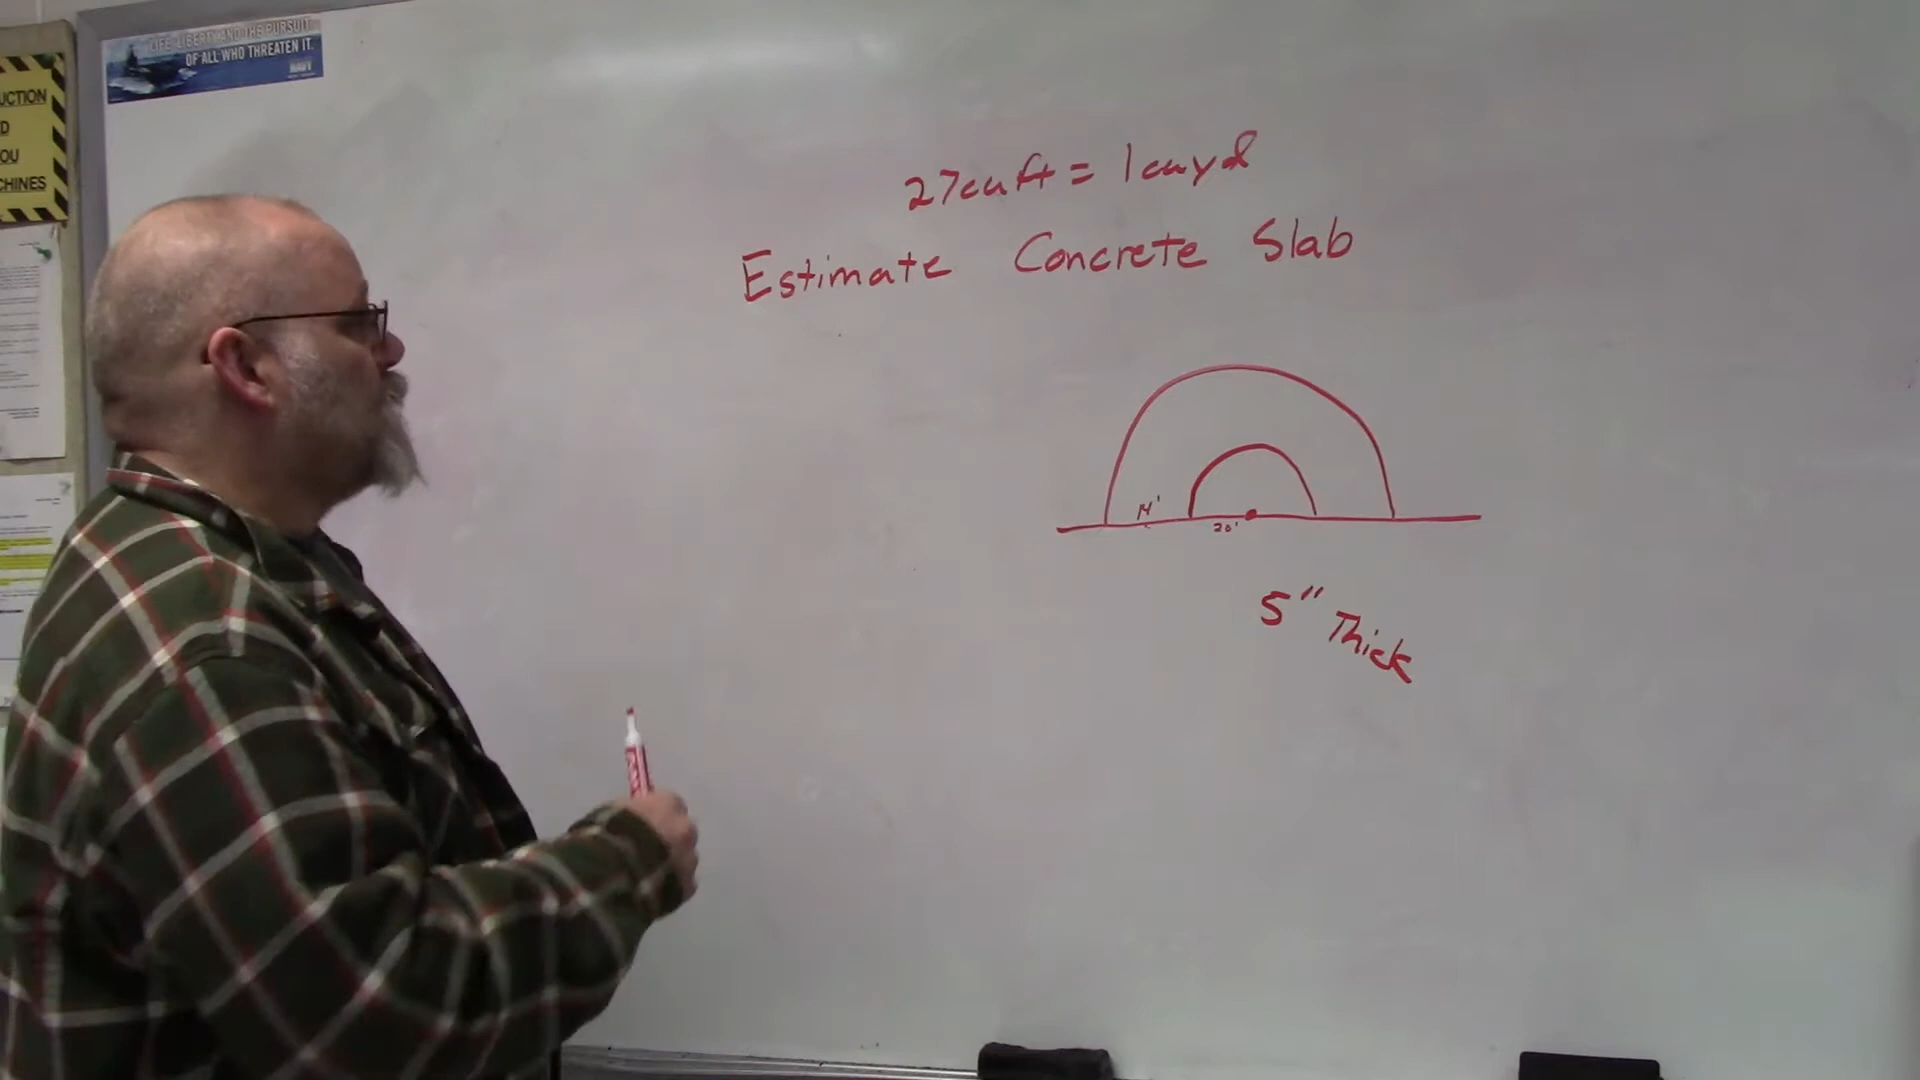 LIFE, LIBERTY AND THE PURSUIT
OF ALL WHO THREATEN IT.
NAVY
UCTION
D
OU
CHINES
27cuft = 1cuyd
Estimate Concrete Slab
14'
20'
5" Thick